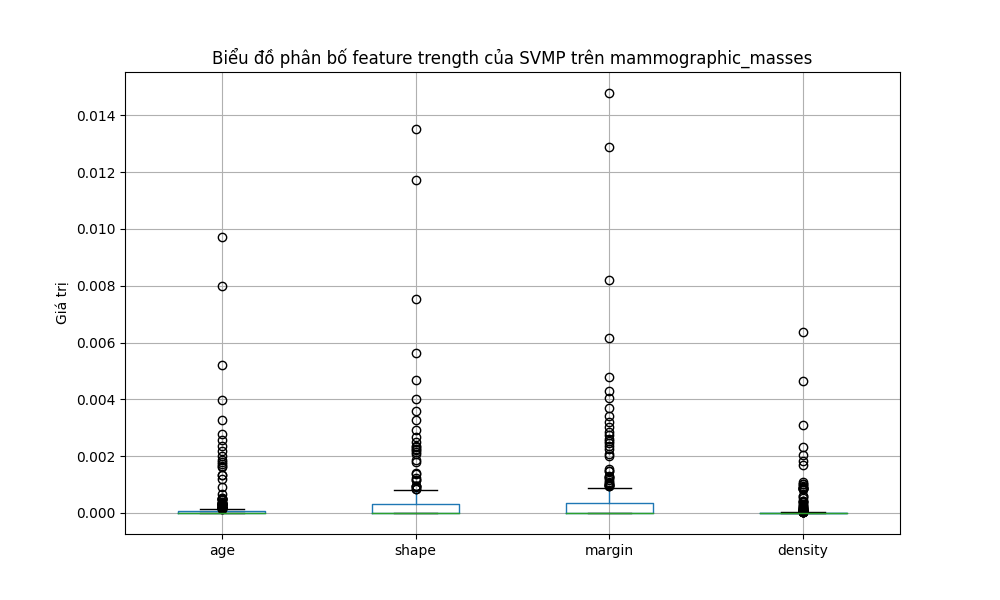 Biểu đồ phân bố feature trength của SVMP trên mammographic_masses
0.014
0.012
0.010
0.008
0.006
0.004
0.002
0.000
Giá trị
age shape margin density